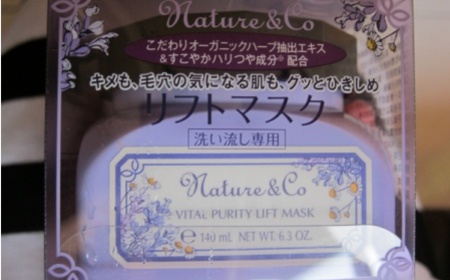 Nature&Co
こだわりオーガニックハーブ抽出エキス
&すこやかハリつや成分※配合
キメも、毛穴の気になる肌も、グッとひきしめ
リフトマスク
洗い流し専用
Nature&Co
VITAL PURITY LIFT MASK
e 140 mL NET WT. 6.3 OZ.